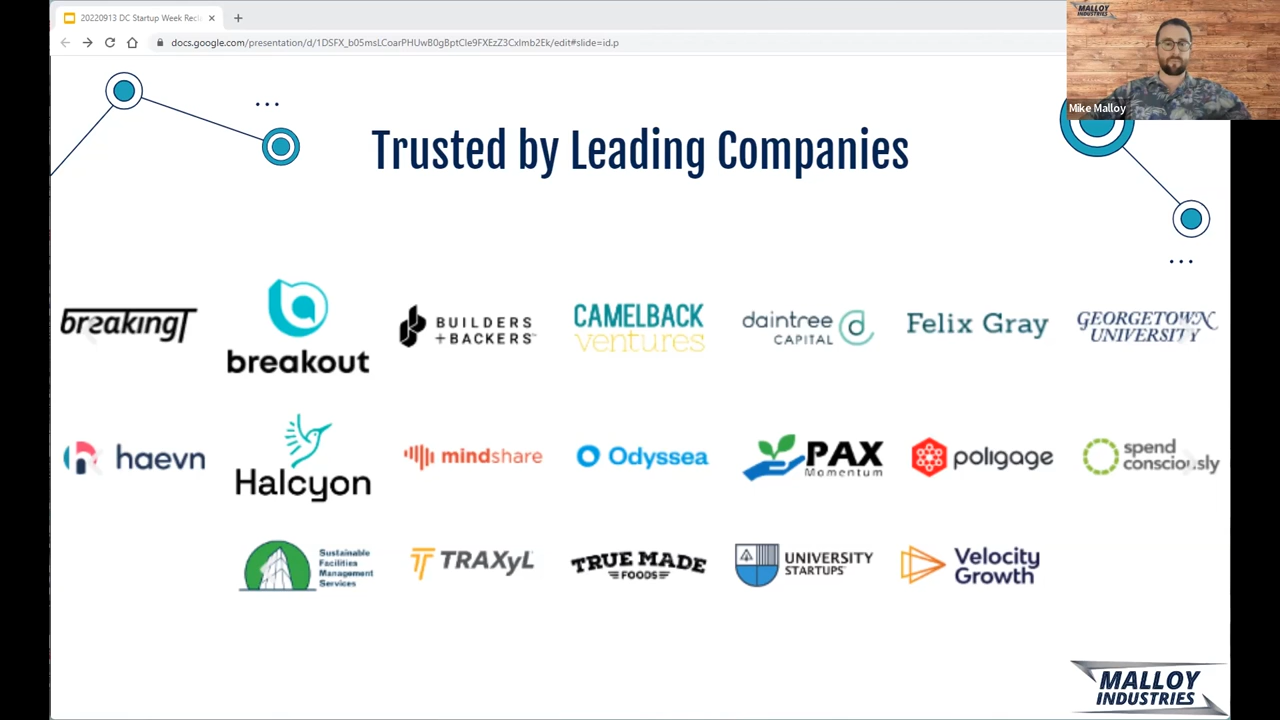 20220913 DC Startup Week Recla
docs.google.com/presentation/d/1DSFX_b05msLCoarPHUwB0gBptCIe9FXEzZ3CxImb2Ek/edit#slide=id.p
MALLOY
INDUSTRIES
Mike Malloy
Trusted by Leading Companies
breakingT
breakout
BUILDERS
+BACKERS
CAMELBACK
ventures
daintree
CAPITAL
Felix Gray
GEORGETOWN
UNIVERSITY
haevn
Halcyon
mindshare
Odyssea
PAX
Momentum
poligage
spend
consciously
Sustainable
Facilities
Management
Services
TRAXyL
TRUE MADE
FOODS
UNIVERSITY
STARTUPS
Velocity
Growth
MALLOY
INDUSTRIES